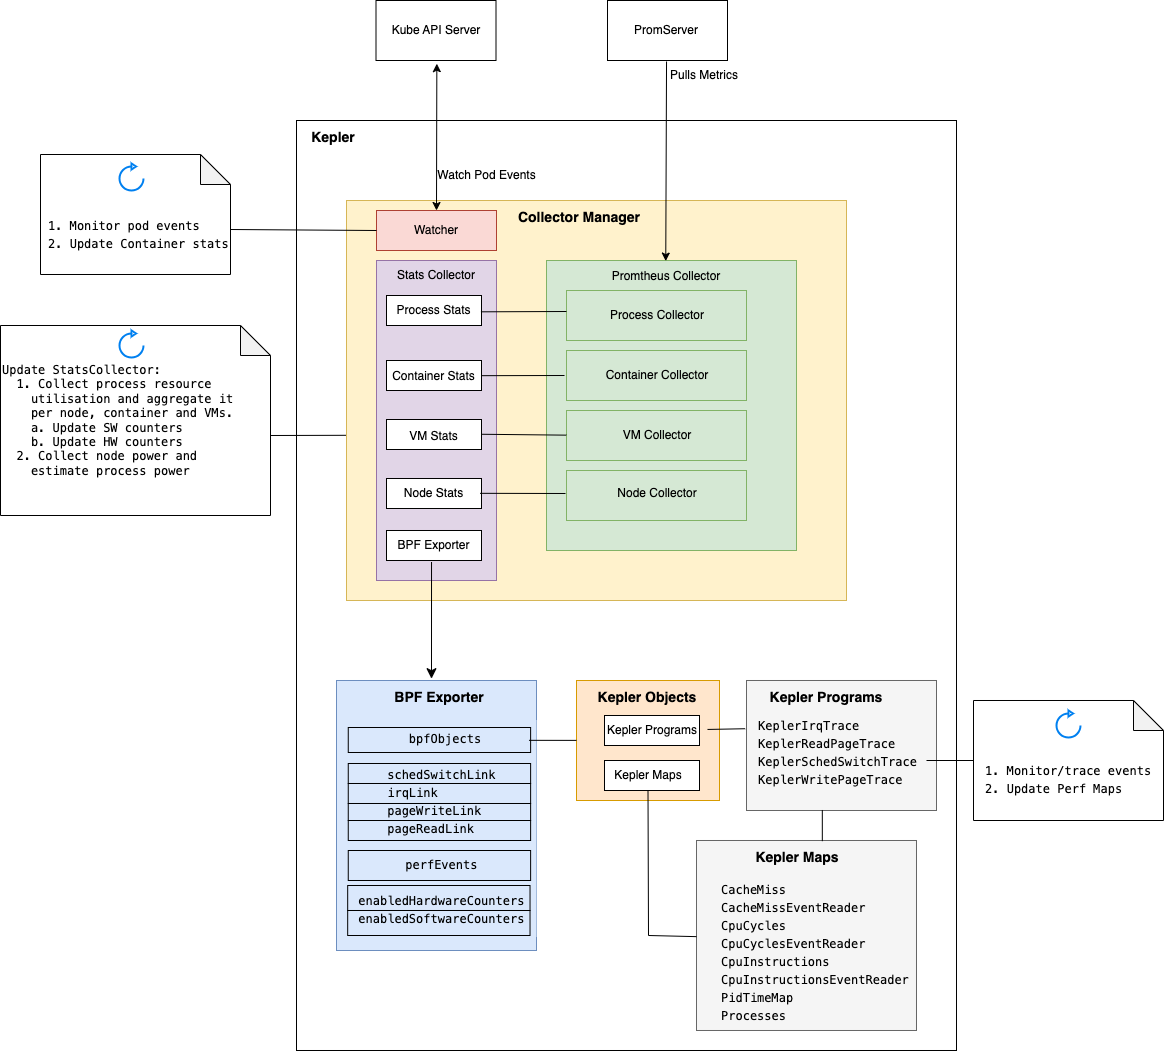 Kube API Server
PromServer
Pulls Metrics
Kepler
Watch Pod Events
1. Monitor pod events
2. Update Container stats
Collector Manager
Watcher
Stats Collector
Process Stats
Container Stats
VM Stats
Node Stats
BPF Exporter
Promtheus Collector
Process Collector
Container Collector
VM Collector
Node Collector
Update StatsCollector:
1. Collect process resource
utilisation and aggregate it
per node, container and VMs.
a. Update SW counters
b. Update HW counters
2. Collect node power and
estimate process power
BPF Exporter
bpfObjects
schedSwitchLink
irqLink
pageWriteLink
pageReadLink
perfEvents
enabledHardwareCounters
enabledSoftwareCounters
Kepler Objects
Kepler Programs
Kepler Maps
Kepler Programs
KeplerIrqTrace
KeplerReadPageTrace
KeplerSchedSwitchTrace
KeplerWritePageTrace
1. Monitor/trace events
2. Update Perf Maps
Kepler Maps
CacheMiss
CacheMissEventReader
CpuCycles
CpuCyclesEventReader
CpuInstructions
CpuInstructionsEventReader
PidTimeMap
Processes